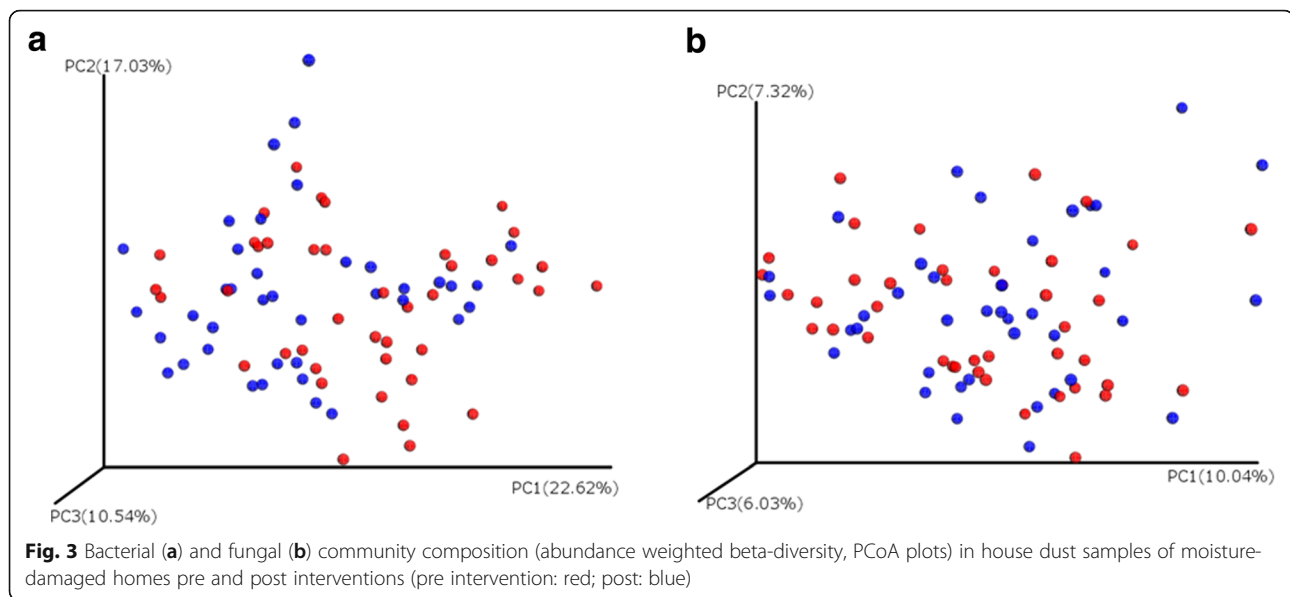 a
b
PC2(17.03%)
PC2(7.32%)
PC1(22.62%)
PC1(10.04%)
PC3(10.54%)
PC3(6.03%)
Fig. 3 Bacterial (a) and fungal (b) community composition (abundance weighted beta-diversity, PCoA plots) in house dust samples of moisture-
damaged homes pre and post interventions (pre intervention: red; post: blue)